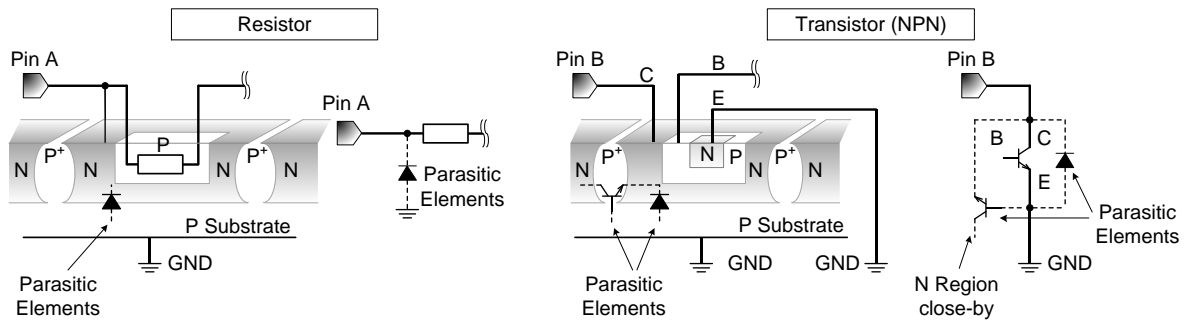 Resistor
Pin A
N
P+
N
P
N
P+
N
Parasitic
Elements
P Substrate
GND
Pin A
Parasitic
Elements
Transistor (NPN)
Pin B
C
B
E
N
P+
N
N
P
N
P+
N
P Substrate
GND
GND
Parasitic
Elements
Pin B
B
C
E
Parasitic
Elements
GND
N Region
close-by